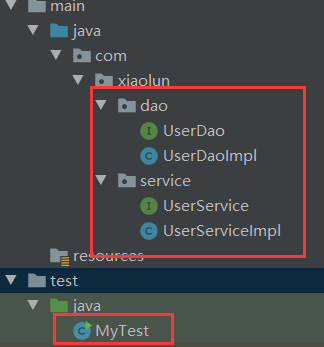 main
java
com
xiaolun
dao
UserDao
UserDaoImpl
service
UserService
UserServiceImpl
resources
test
java
MyTest